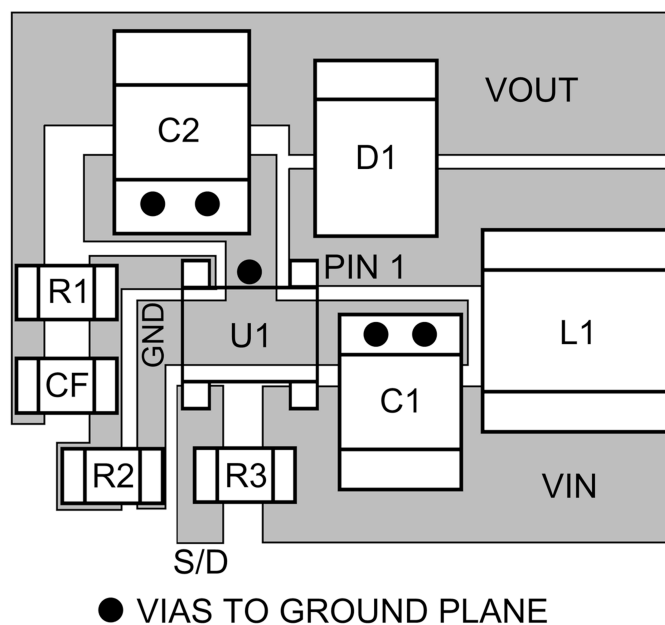 VOUT
C2
D1
PIN 1
R1
GND
U1
L1
CF
C1
R2
R3
VIN
S/D
VIAS TO GROUND PLANE